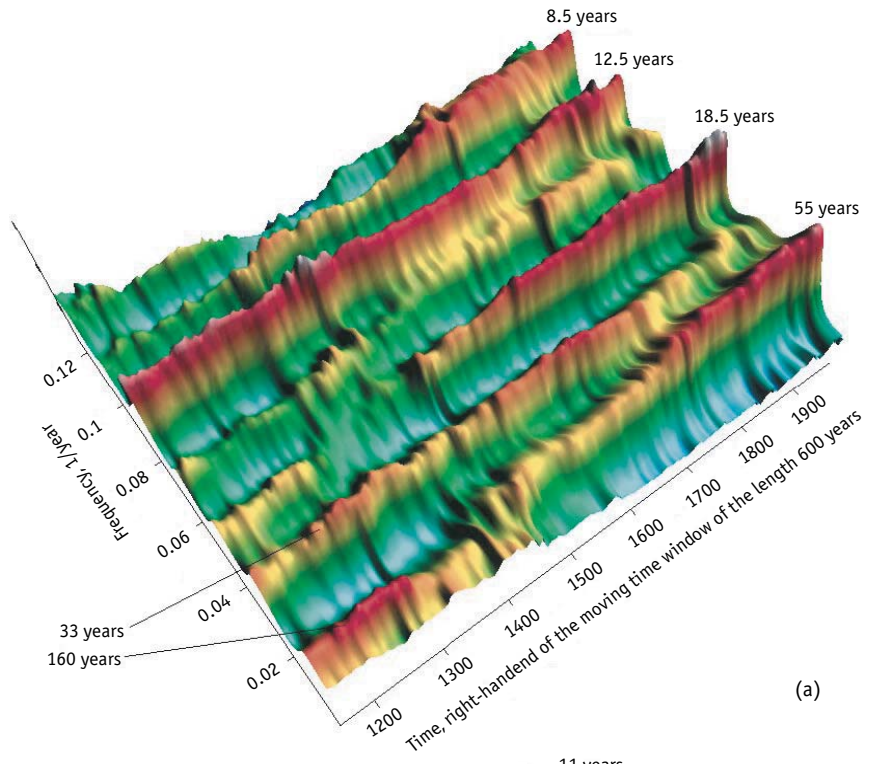 8.5 years
12.5 years
18.5 years
55 years
0.12
0.1
0.08
0.06
0.04
0.02
Frequency, 1/year
33 years
160 years
1200
1300
1400
1500
1600
1700
1800
1900
Time, right-handend of the moving time window of the length 600 years
(a)
11 years